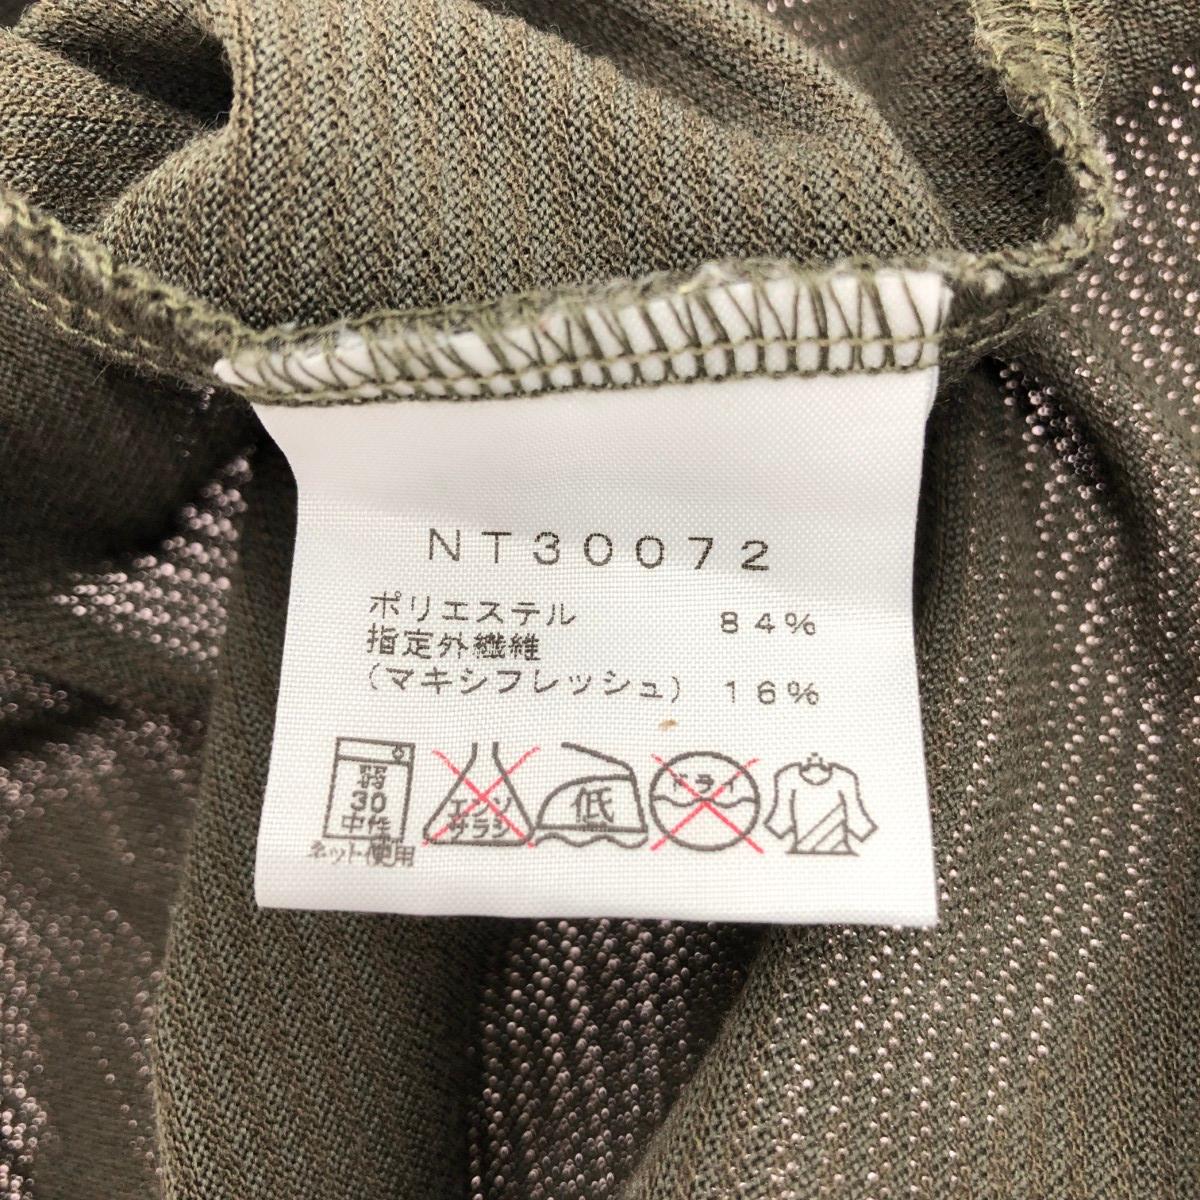 NT30072
ポリエステル 84%
指定外繊維
(マキシフレッシュ) 16%
弱
30
中性
ネット使用
エンソ
サラシ
低
ドライ